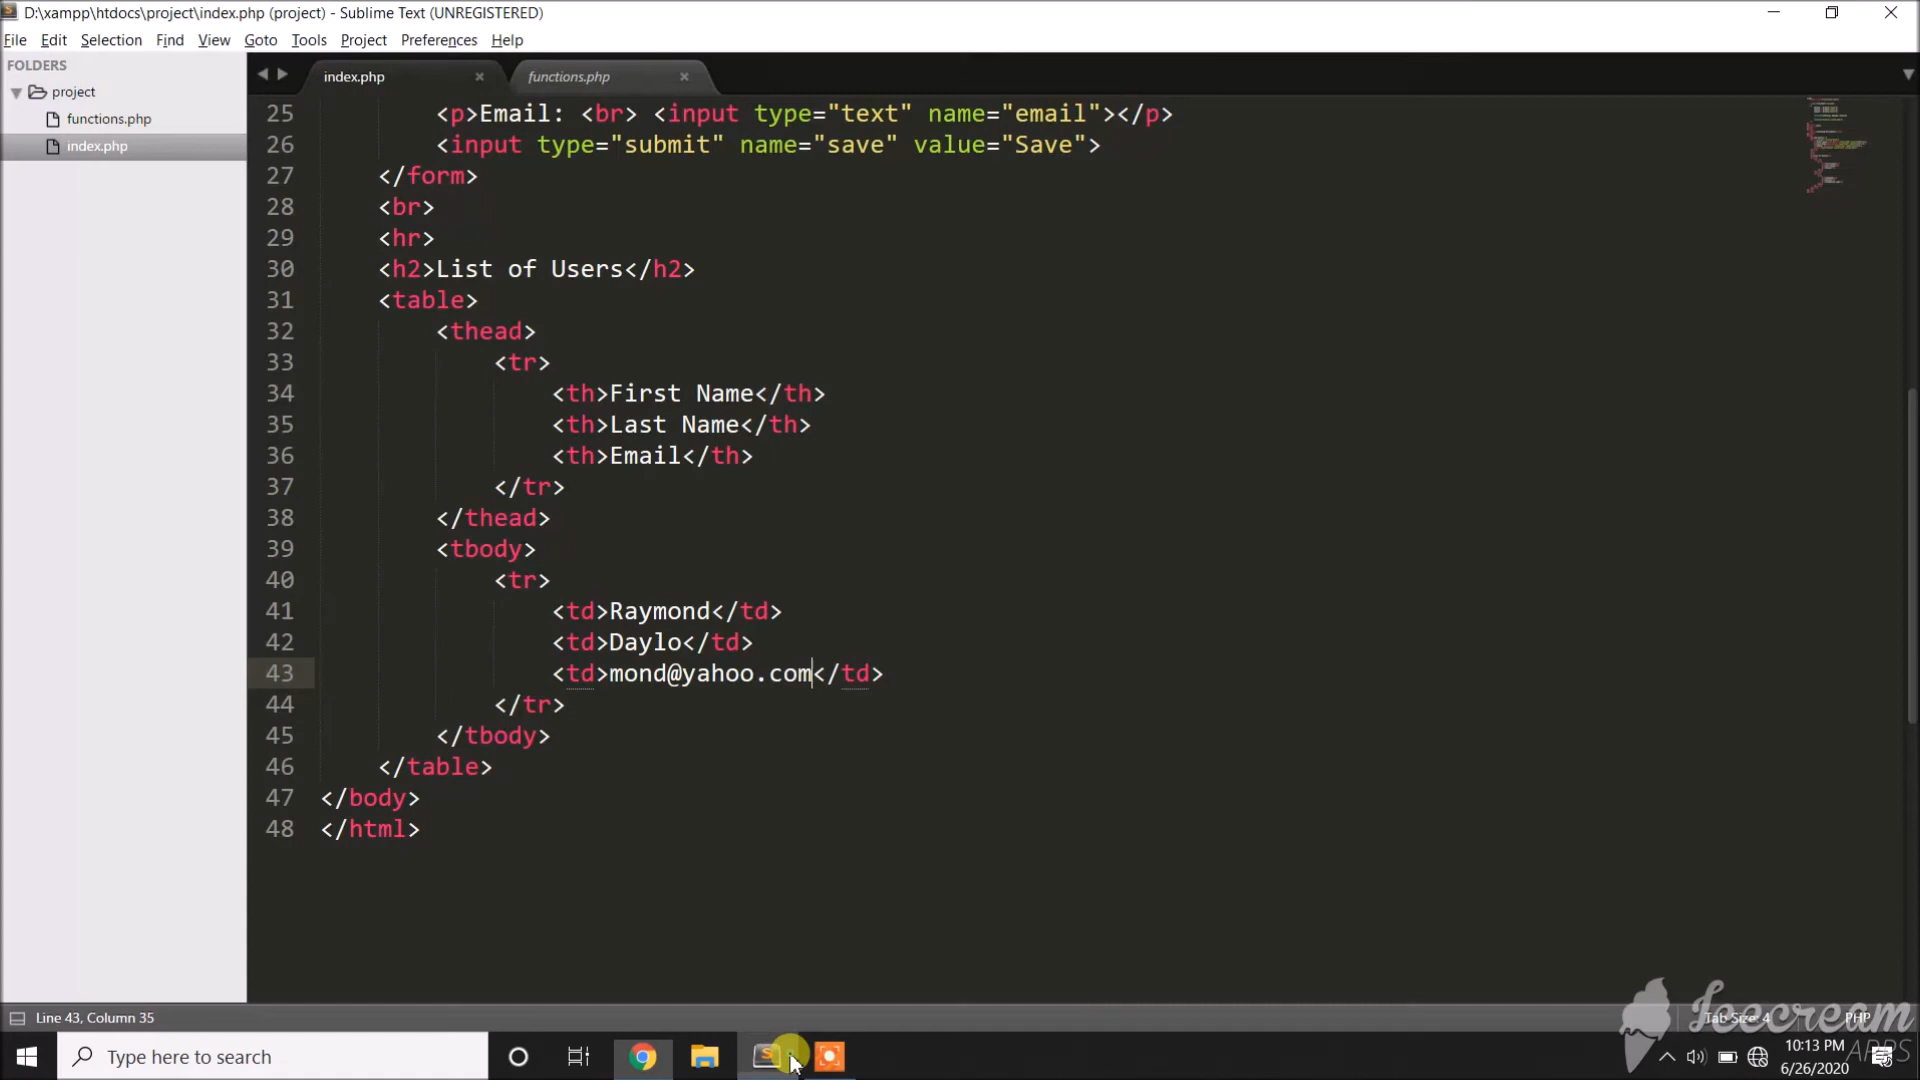 D:\xampp\htdocs\project\index.php (project) - Sublime Text (UNREGISTERED)
File Edit Selection Find View Goto Tools Project Preferences Help
FOLDERS
project
functions.php
index.php
index.php functions.php
25 <p>Email: <br> <input type="text" name="email"></p>
26 <input type="submit" name="save" value="Save">
27 </form>
28 <br>
29 <hr>
30 <h2>List of Users</h2>
31 <table>
32 <thead>
33 <tr>
34 <th>First Name</th>
35 <th>Last Name</th>
36 <th>Email</th>
37 </tr>
38 </thead>
39 <tbody>
40 <tr>
41 <td>Raymond</td>
42 <td>Daylo</td>
43 <td>mond@yahoo.com</td>
44 </tr>
45 </tbody>
46 </table>
47 </body>
48 </html>
Line 43, Column 35
Tab Size: 4 PHP
Icecream
APPS
Type here to search
10:13 PM
6/26/2020